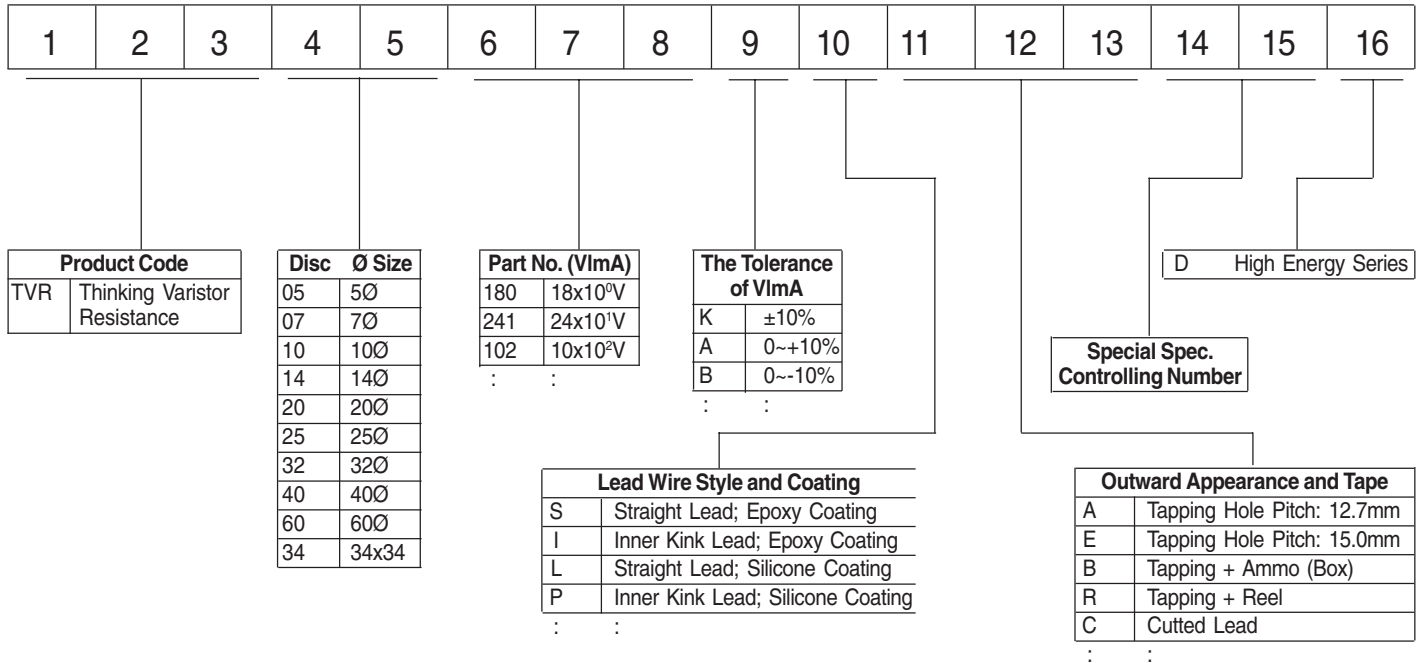 1 2 3 4 5 6 7 8 9 10 11 12 13 14 15 16
Product Code
TVR Thinking Varistor
Resistance
Disc Ø Size
05 5Ø
07 7Ø
10 10Ø
14 14Ø
20 20Ø
25 25Ø
32 32Ø
40 40Ø
60 60Ø
34 34x34
Part No. (VlmA)
180 18x10⁰V
241 24x10¹V
102 10x10²V
: :
The Tolerance
of VlmA
K ±10%
A 0~+10%
B 0~-10%
: :
D High Energy Series
Special Spec.
Controlling Number
Lead Wire Style and Coating
S Straight Lead; Epoxy Coating
I Inner Kink Lead; Epoxy Coating
L Straight Lead; Silicone Coating
P Inner Kink Lead; Silicone Coating
: :
Outward Appearance and Tape
A Tapping Hole Pitch: 12.7mm
E Tapping Hole Pitch: 15.0mm
B Tapping + Ammo (Box)
R Tapping + Reel
C Cutted Lead
: :